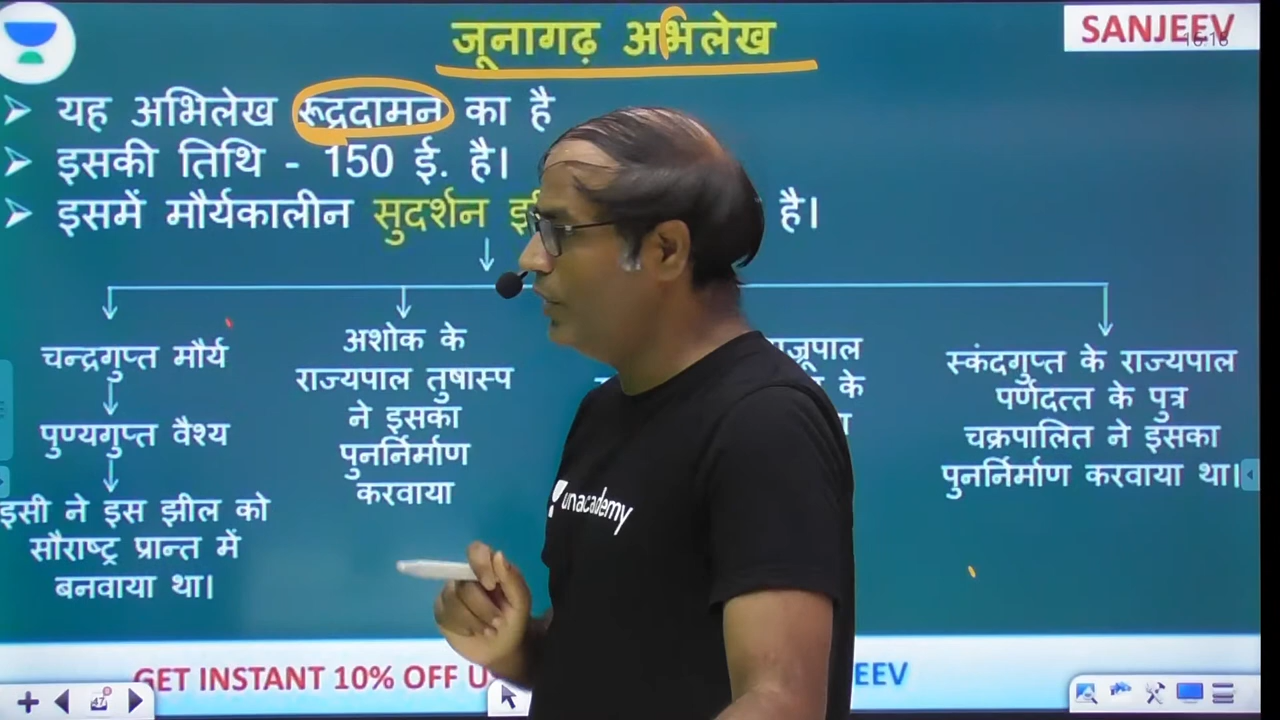 जूनागढ़ अभिलेख
SANJEEV
16:18
यह अभिलेख रूद्रदामन का है
इसकी तिथि - 150 ई. है।
इसमें मौर्यकालीन सुदर्शन है।
चन्द्रगुप्त मौर्य
पुण्यगुप्त वैश्य
इसी ने इस झील को
सौराष्ट्र प्रान्त में
बनवाया था।
अशोक के
राज्यपाल तुषास्प
ने इसका
पुनर्निर्माण
करवाया
के
स्कंदगुप्त के राज्यपाल
पर्णदत्त के पुत्र
चक्रपालित ने इसका
पुनर्निर्माण करवाया था।
unacademy
GET INSTANT 10% OFF
47